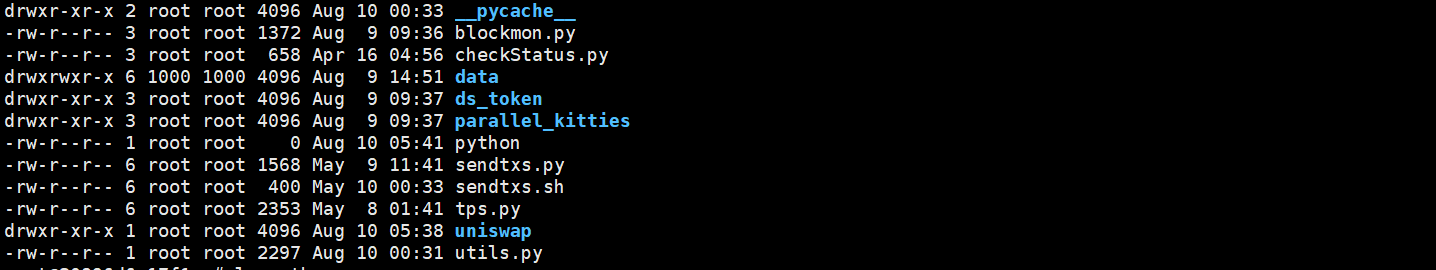 drwxr-xr-x 2 root root 4096 Aug 10 00:33 __pycache__
-rw-r--r-- 3 root root 1372 Aug  9 09:36 blockmon.py
-rw-r--r-- 3 root root  658 Apr 16 04:56 checkStatus.py
drwxrwxr-x 6 1000 1000 4096 Aug  9 14:51 data
drwxr-xr-x 3 root root 4096 Aug  9 09:37 ds_token
drwxr-xr-x 3 root root 4096 Aug  9 09:37 parallel_kitties
-rw-r--r-- 1 root root    0 Aug 10 05:41 python
-rw-r--r-- 6 root root 1568 May  9 11:41 sendtxs.py
-rw-r--r-- 6 root root  400 May 10 00:33 sendtxs.sh
-rw-r--r-- 6 root root 2353 May  8 01:41 tps.py
drwxr-xr-x 1 root root 4096 Aug 10 05:38 uniswap
-rw-r--r-- 1 root root 2297 Aug 10 00:31 utils.py